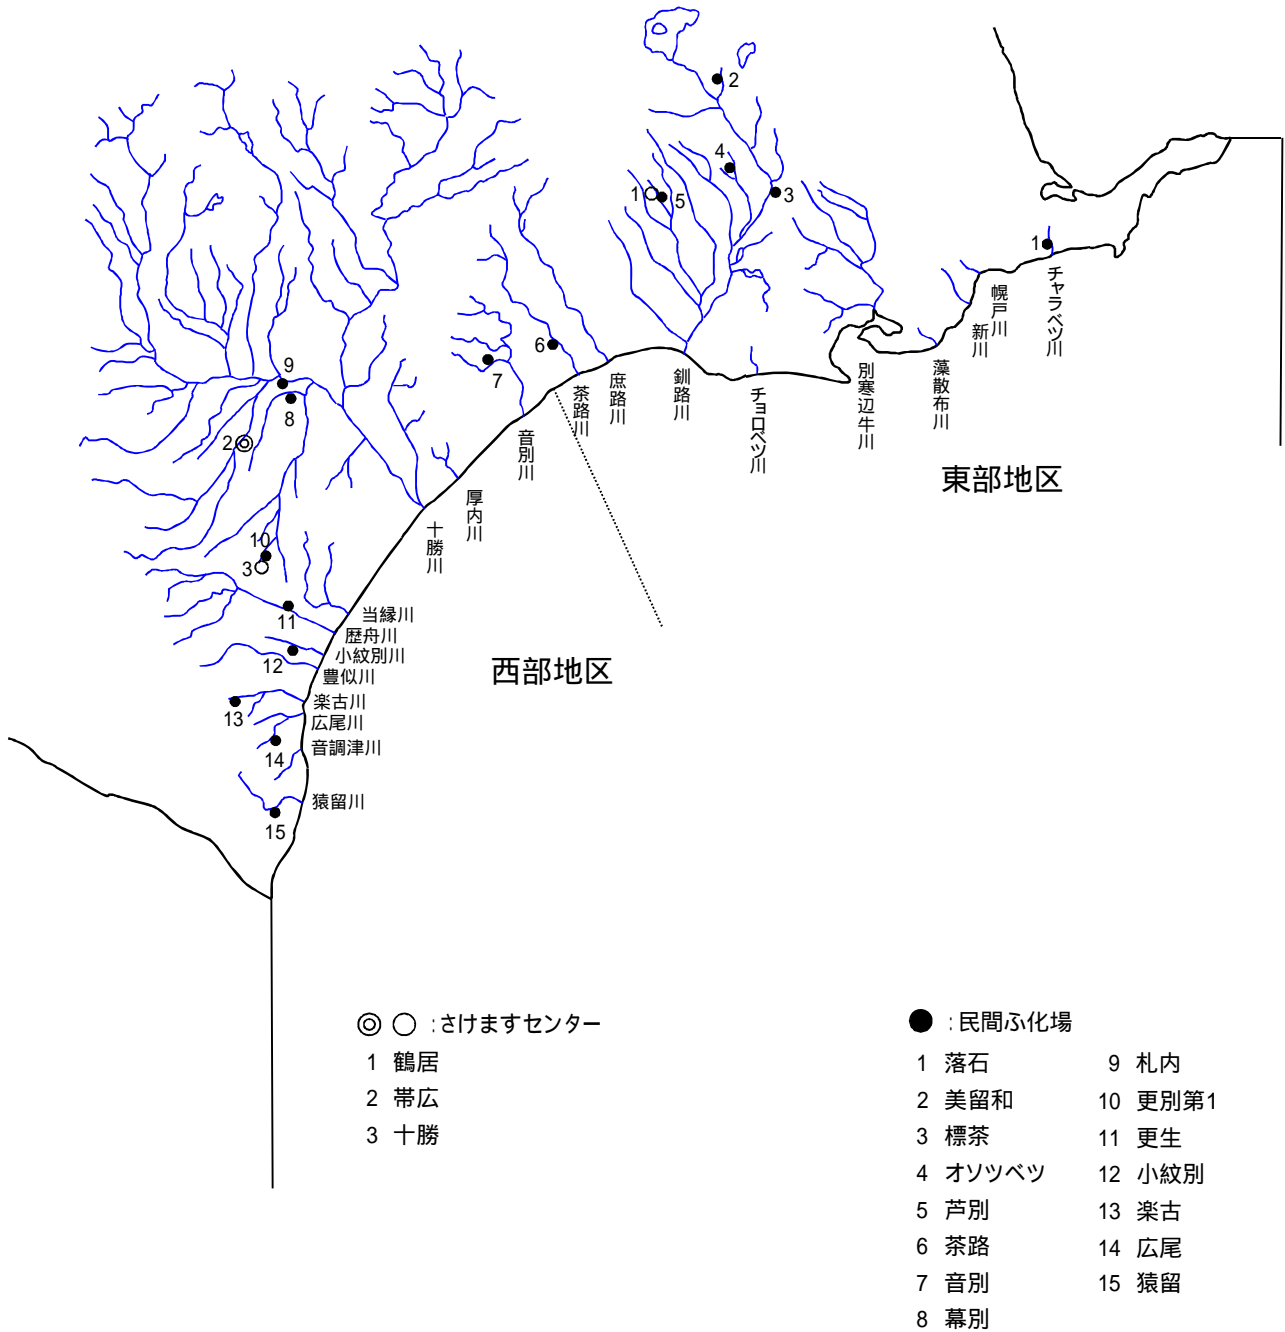 2
4
1
5
3
1
チャラベツ川
幌戸川
新川
藻散布川
別寒辺牛川
チョロベツ川
釧路川
庶路川
茶路川
音別川
厚内川
十勝川
9
8
7
6
2
10
3
11
12
13
14
15
東部地区
西部地区
当縁川
歴舟川
小紋別川
豊似川
楽古川
広尾川
音調津川
猿留川
◎ ○ :さけますセンター
1 鶴居
2 帯広
3 十勝
● :民間ふ化場
1 落石
2 美留和
3 標茶
4 オソツベツ
5 芦別
6 茶路
7 音別
8 幕別
9 札内
10 更別第1
11 更生
12 小紋別
13 楽古
14 広尾
15 猿留